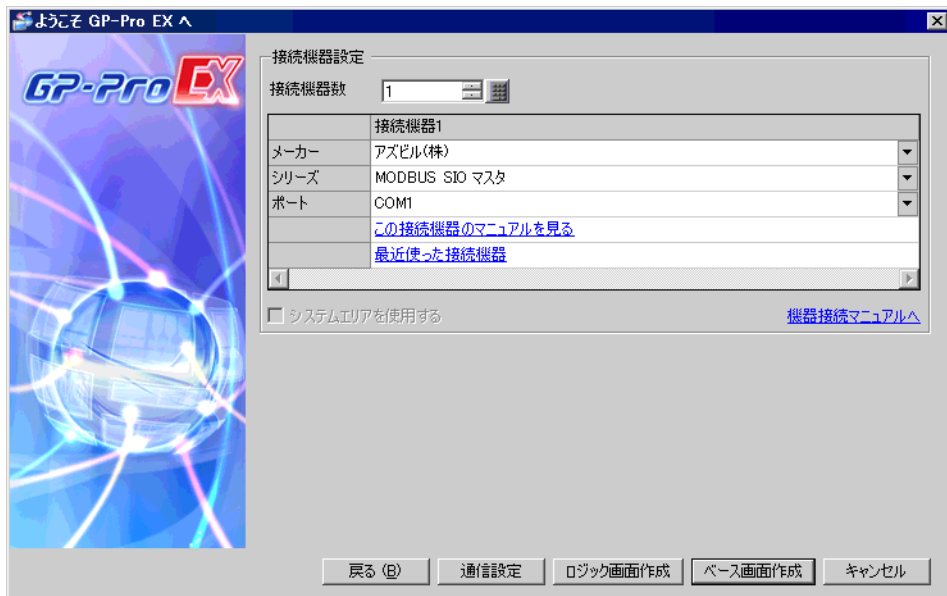 ようこそ GP-Pro EX へ
GP-Pro EX
接続機器設定
接続機器数 1
接続機器1
メーカー アズビル(株)
シリーズ MODBUS SIO マスタ
ポート COM1
この接続機器のマニュアルを見る
最近使った接続機器
システムエリアを使用する 機器接続マニュアルへ
戻る (B) 通信設定 ロジック画面作成 ベース画面作成 キャンセル